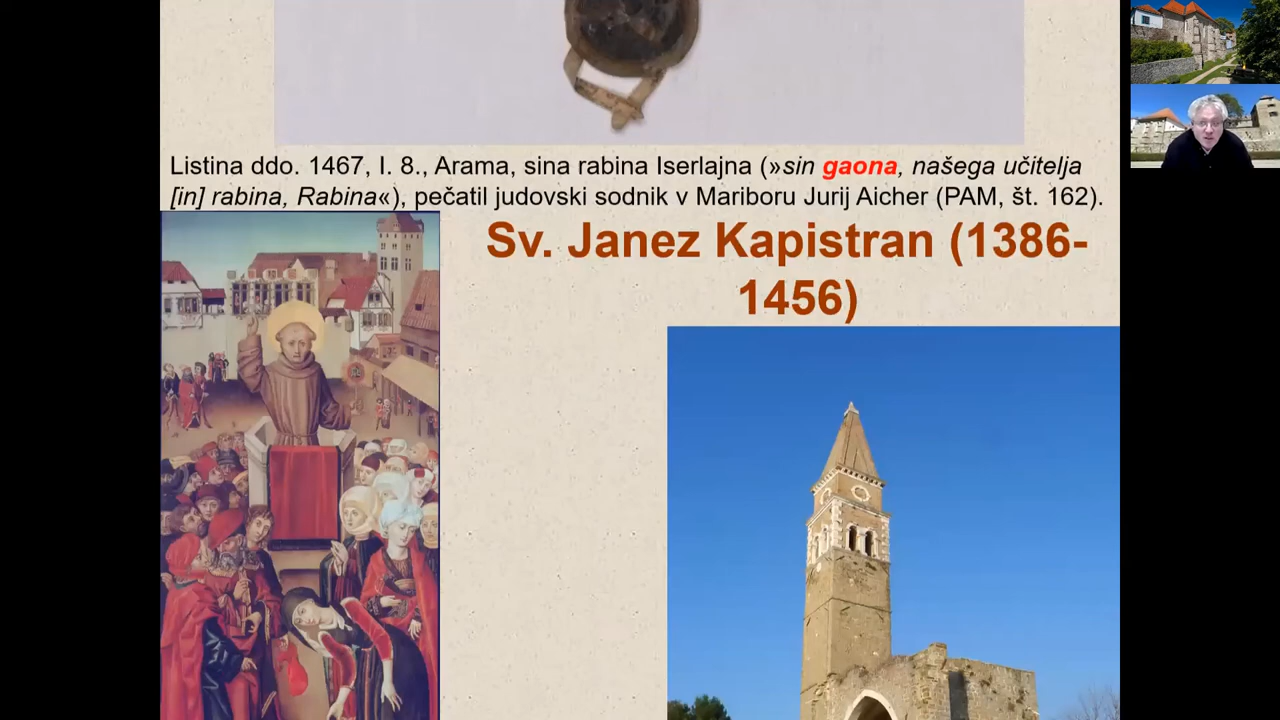 Listina ddo. 1467, I. 8., Arama, sina rabina Iserlajna (»sin gaona, našega učitelja
[in] rabina, Rabina«), pečatil judovski sodnik v Mariboru Jurij Aicher (PAM, št. 162).
Sv. Janez Kapistran (1386-
1456)